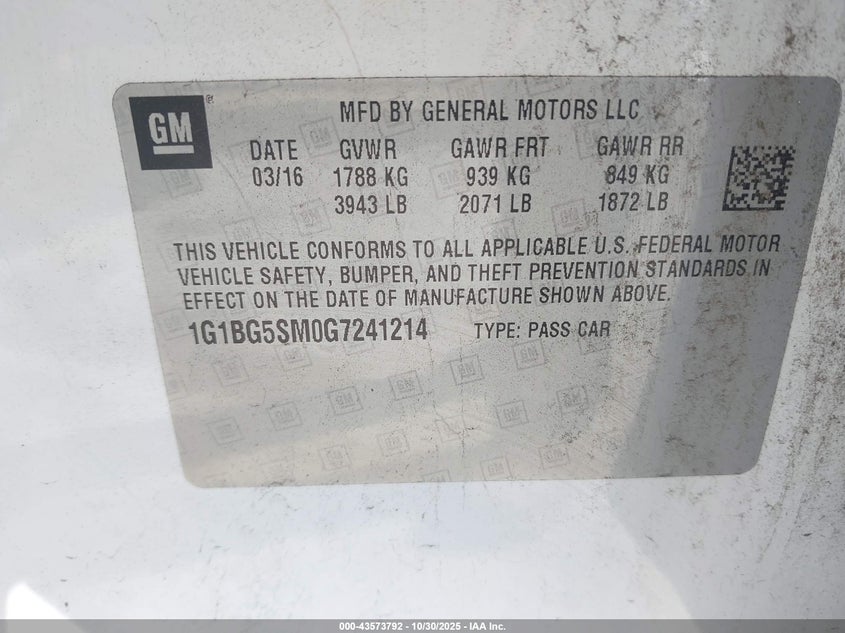 GM ®
MFD BY GENERAL MOTORS LLC
DATE GVWR GAWR FRT GAWR RR
03/16 1788 KG 939 KG 849 KG
3943 LB 2071 LB 1872 LB
THIS VEHICLE CONFORMS TO ALL APPLICABLE U.S. FEDERAL MOTOR
VEHICLE SAFETY, BUMPER, AND THEFT PREVENTION STANDARDS IN
EFFECT ON THE DATE OF MANUFACTURE SHOWN ABOVE.
1G1BG5SM0G7241214 TYPE: PASS CAR
000-43573792 - 10/30/2025 - IAA Inc.